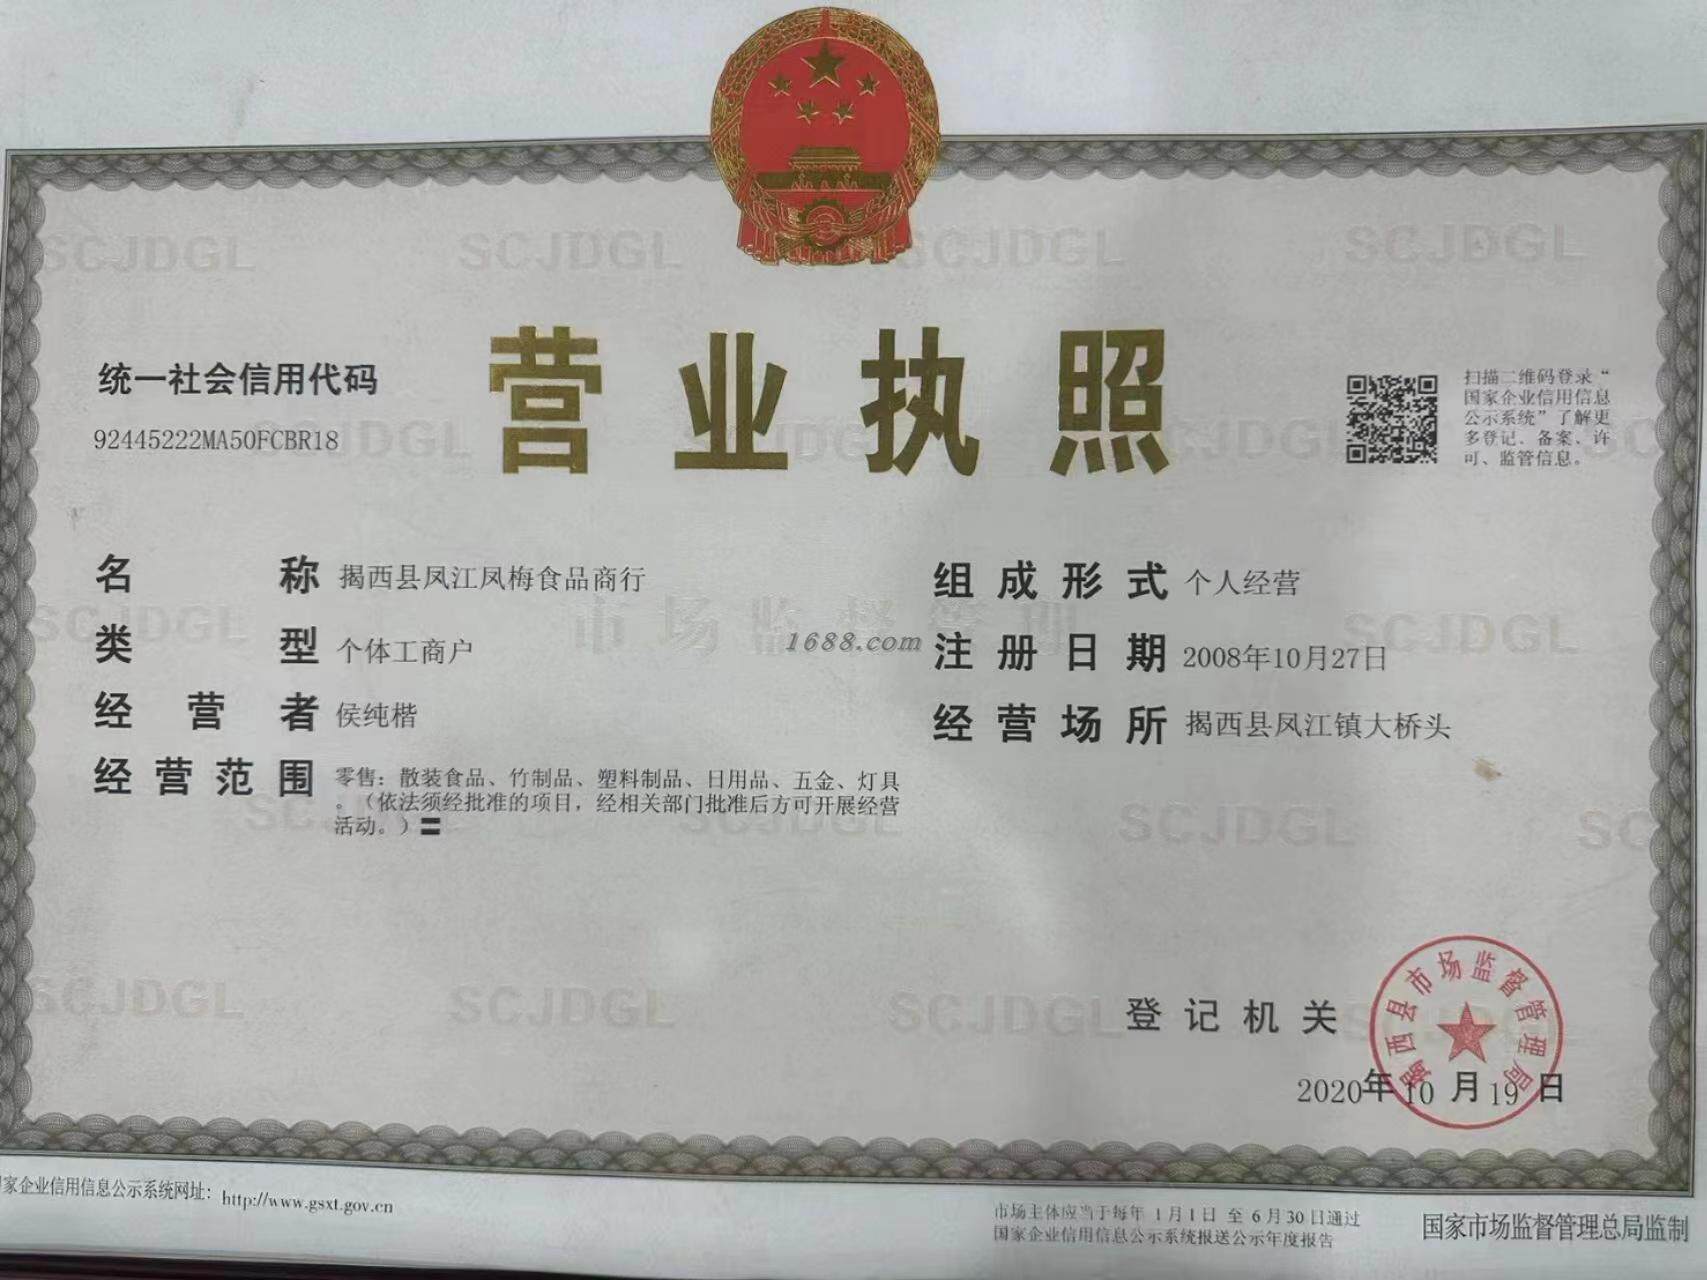 营业执照
统一社会信用代码
92445222MA50FCBR18
扫描二维码登录“
国家企业信用信息
公示系统”了解更
多登记、备案、许
可、监管信息。
名称 揭西县凤江凤梅食品商行
类型 个体工商户
经营者 侯纯楷
经营范围 零售：散装食品、竹制品、塑料制品、日用品、五金、灯具
。（依法须经批准的项目，经相关部门批准后方可开展经营
活动。）〓
组成形式 个人经营
注册日期 2008年10月27日
经营场所 揭西县凤江镇大桥头
市场监督管理
1688.com
SCJDGL
登记机关
揭西县市场监督管理局
2020年10月19日
国家企业信用信息公示系统网址：http://www.gsxt.gov.cn
市场主体应当于每年1月1日 至6月30日通过
国家企业信用信息公示系统报送公示年度报告
国家市场监督管理总局监制